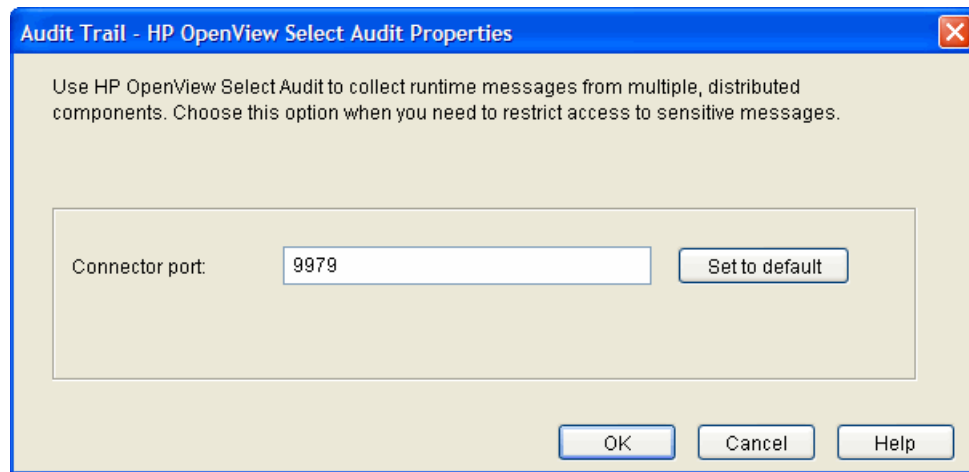 Audit Trail - HP OpenView Select Audit Properties
Use HP OpenView Select Audit to collect runtime messages from multiple, distributed
components. Choose this option when you need to restrict access to sensitive messages.
Connector port: 9979 Set to default
OK Cancel Help